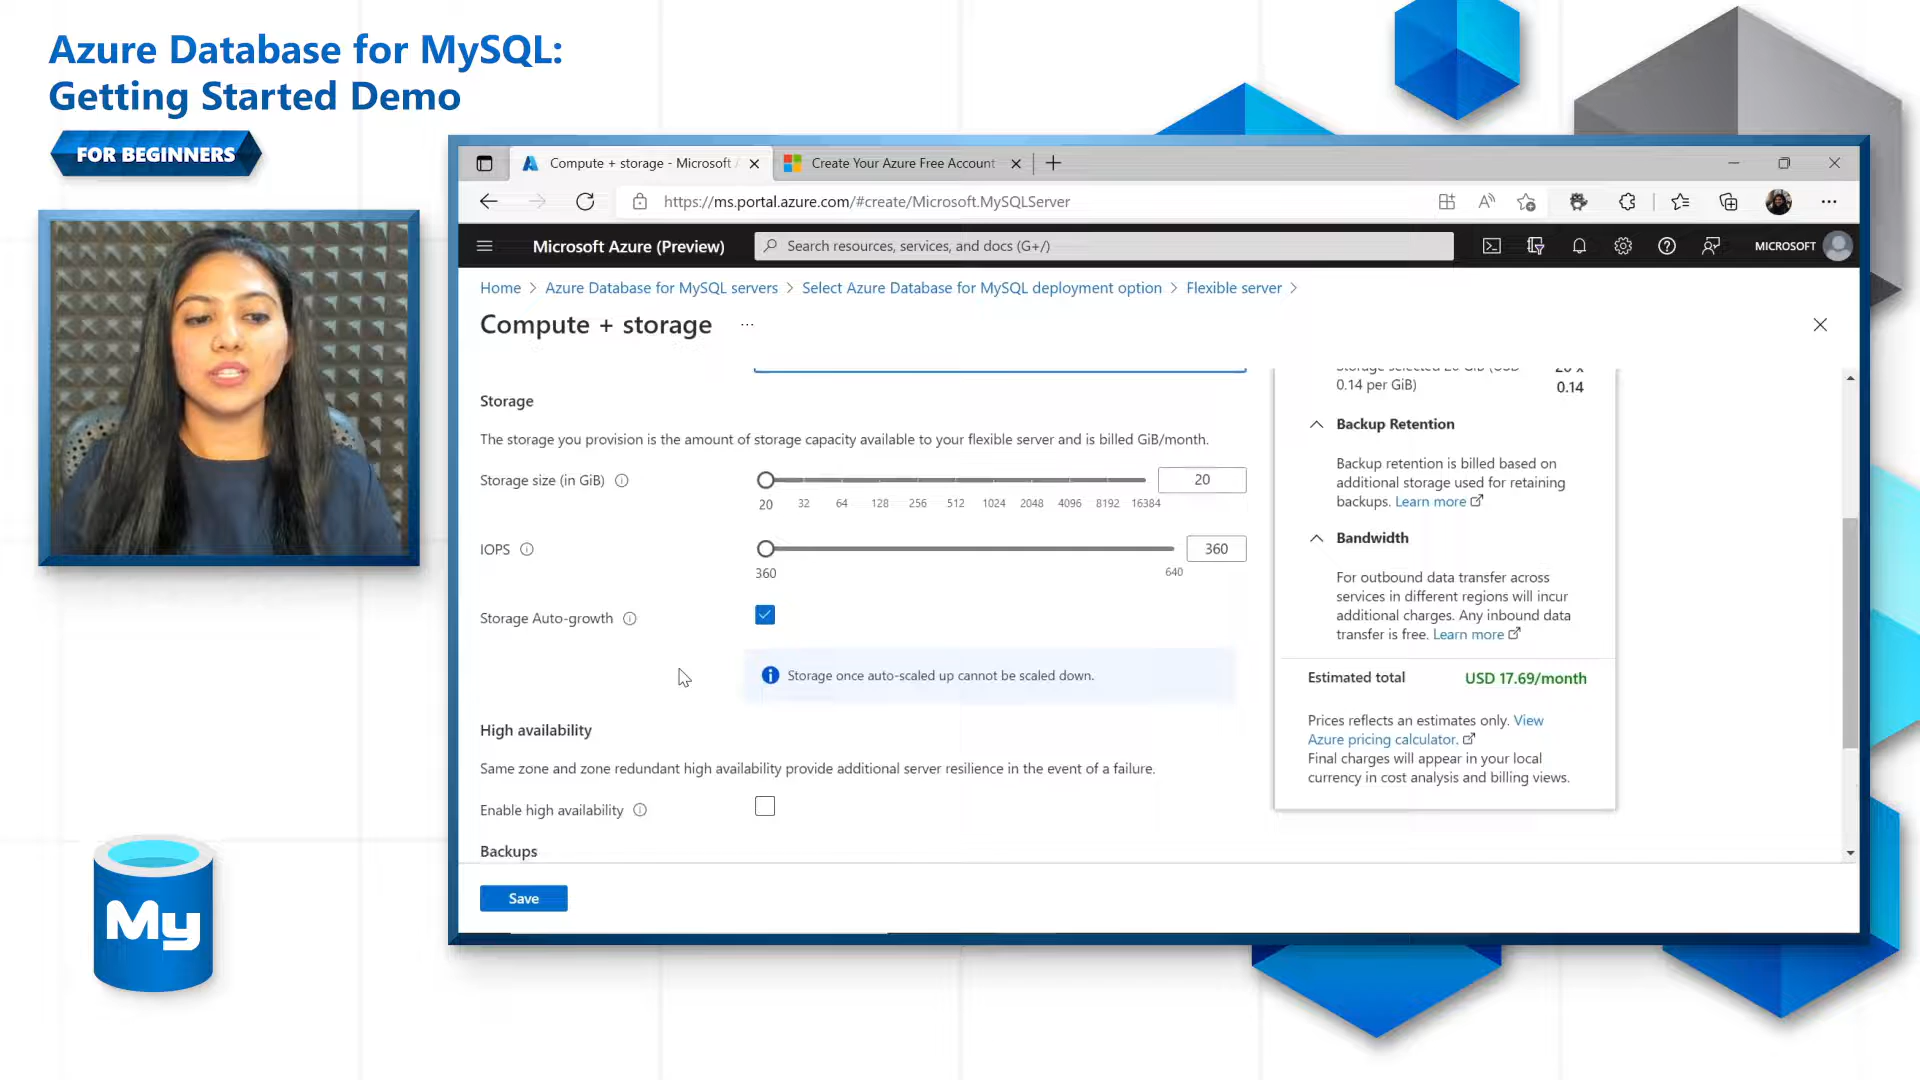 Azure Database for MySQL:
Getting Started Demo
FOR BEGINNERS
Compute + storage - Microsoft
Create Your Azure Free Account
https://ms.portal.azure.com/#create/Microsoft.MySQLServer
Microsoft Azure (Preview)
Search resources, services, and docs (G+/)
MICROSOFT
Home > Azure Database for MySQL servers > Select Azure Database for MySQL deployment option > Flexible server >
Compute + storage ...
Storage
The storage you provision is the amount of storage capacity available to your flexible server and is billed GiB/month.
Storage size (in GiB)
20
20 32 64 128 256 512 1024 2048 4096 8192 16384
IOPS
360
360 640
Storage Auto-growth
Storage once auto-scaled up cannot be scaled down.
High availability
Same zone and zone redundant high availability provide additional server resilience in the event of a failure.
Enable high availability
Backups
Save
Storage selected 20 GiB (USD 20 x
0.14 per GiB) 0.14
Backup Retention
Backup retention is billed based on
additional storage used for retaining
backups. Learn more
Bandwidth
For outbound data transfer across
services in different regions will incur
additional charges. Any inbound data
transfer is free. Learn more
Estimated total USD 17.69/month
Prices reflects an estimates only. View
Azure pricing calculator.
Final charges will appear in your local
currency in cost analysis and billing views.
My